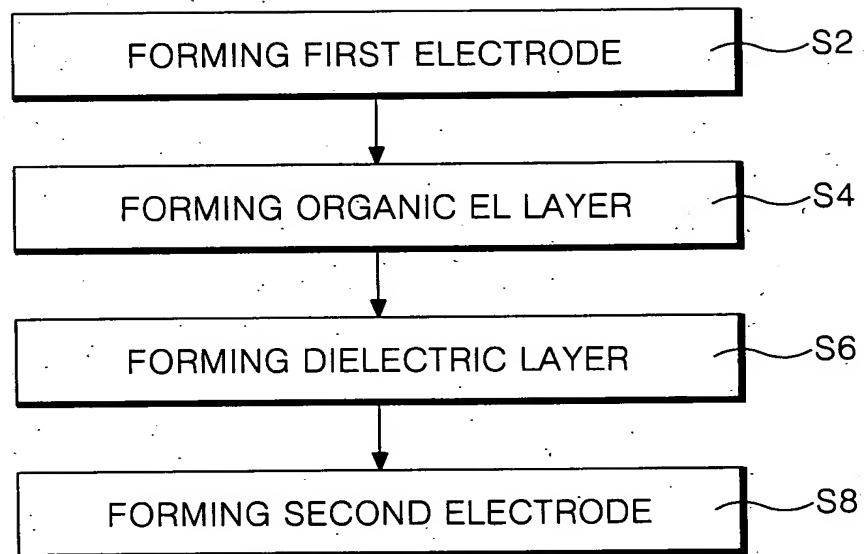 FORMING FIRST ELECTRODE S2
FORMING ORGANIC EL LAYER S4
FORMING DIELECTRIC LAYER S6
FORMING SECOND ELECTRODE S8